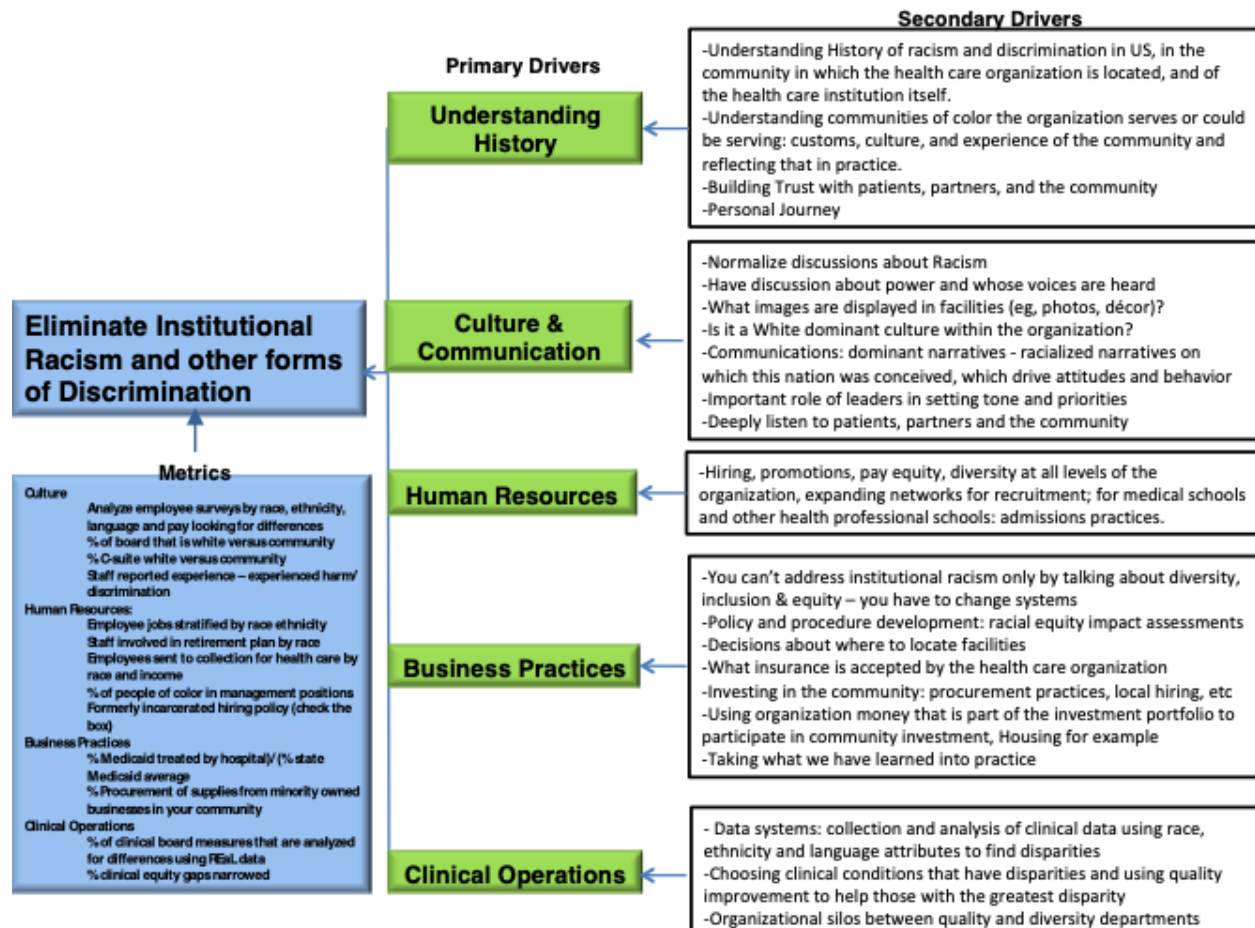 Secondary Drivers
Primary Drivers
Understanding
History
-Understanding History of racism and discrimination in US, in the
community in which the health care organization is located, and of
the health care institution itself.
-Understanding communities of color the organization serves or could
be serving: customs, culture, and experience of the community and
reflecting that in practice.
-Building Trust with patients, partners, and the community
-Personal Journey
Eliminate Institutional
Racism and other forms
of Discrimination
Culture &
Communication
-Normalize discussions about Racism
-Have discussion about power and whose voices are heard
-What images are displayed in facilities (eg, photos, décor)?
-Is it a White dominant culture within the organization?
-Communications: dominant narratives - racialized narratives on
which this nation was conceived, which drive attitudes and behavior
-Important role of leaders in setting tone and priorities
-Deeply listen to patients, partners and the community
Human Resources
-Hiring, promotions, pay equity, diversity at all levels of the
organization, expanding networks for recruitment; for medical schools
and other health professional schools: admissions practices.
Business Practices
-You can't address institutional racism only by talking about diversity,
inclusion & equity – you have to change systems
-Policy and procedure development: racial equity impact assessments
-Decisions about where to locate facilities
-What insurance is accepted by the health care organization
-Investing in the community: procurement practices, local hiring, etc
-Using organization money that is part of the investment portfolio to
participate in community investment, Housing for example
-Taking what we have learned into practice
Clinical Operations
- Data systems: collection and analysis of clinical data using race,
ethnicity and language attributes to find disparities
-Choosing clinical conditions that have disparities and using quality
improvement to help those with the greatest disparity
-Organizational silos between quality and diversity departments
Metrics
Culture
Analyze employee surveys by race, ethnicity,
language and pay looking for differences
% of board that is white versus community
% C-suite white versus community
Staff reported experience – experienced harm/
discrimination
Human Resources:
Employee jobs stratified by race ethnicity
Staff involved in retirement plan by race
Employees sent to collection for health care by
race and income
% of people of color in management positions
Formerly incarcerated hiring policy (check the
box)
Business Practices
% Medicaid treated by hospital)/ (% state
Medicaid average
% Procurement of supplies from minority owned
businesses in your community
Clinical Operations
% of clinical board measures that are analyzed
for differences using REaL data
% clinical equity gaps narrowed